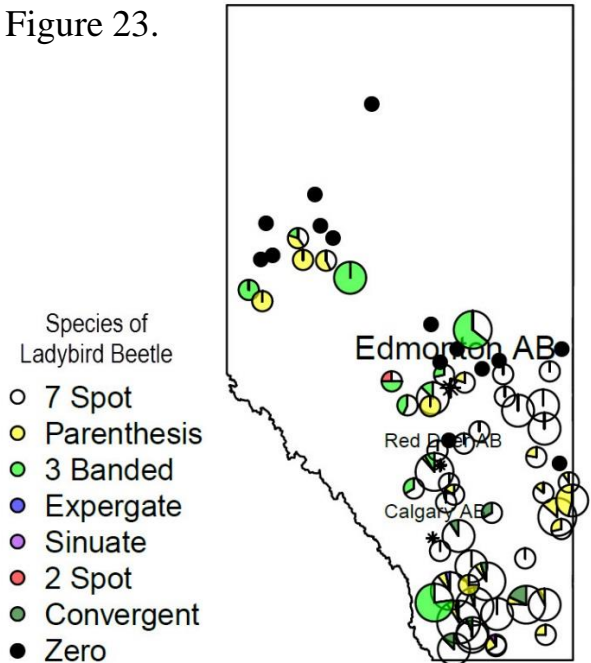 Figure 23.
Edmonton AB
Red Deer AB
Calgary AB
Species of
Ladybird Beetle
7 Spot
Parenthesis
3 Banded
Expergate
Sinuate
2 Spot
Convergent
Zero